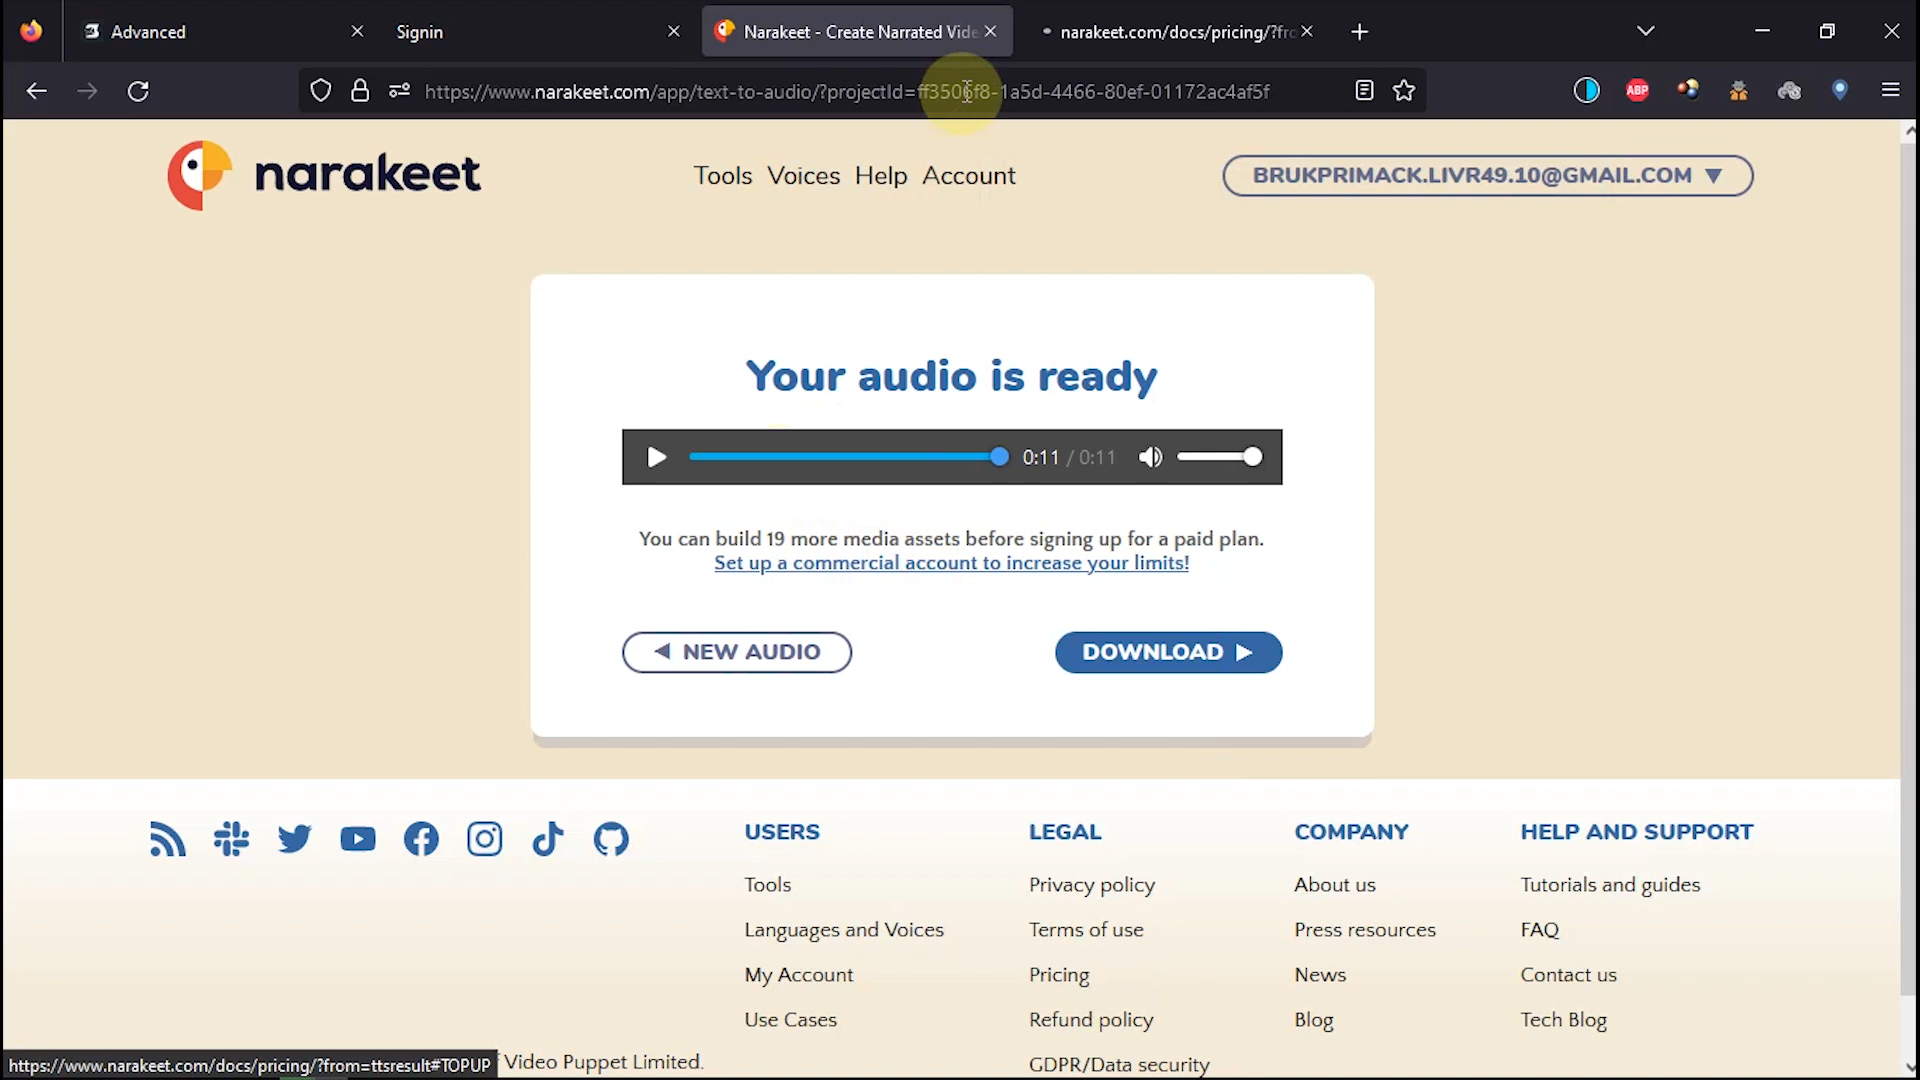 Advanced
Signin
Narakeet - Create Narrated Vide
narakeet.com/docs/pricing/?fr
https://www.narakeet.com/app/text-to-audio/?projectId=ff3506f8-1a5d-4466-80ef-01172ac4af5f
ABP
narakeet
Tools Voices Help Account
BRUKPRIMACK.LIVR49.10@GMAIL.COM
Your audio is ready
0:11 / 0:11
You can build 19 more media assets before signing up for a paid plan.
Set up a commercial account to increase your limits!
NEW AUDIO
DOWNLOAD
USERS
Tools
Languages and Voices
My Account
Use Cases
LEGAL
Privacy policy
Terms of use
Pricing
Refund policy
GDPR/Data security
COMPANY
About us
Press resources
News
Blog
HELP AND SUPPORT
Tutorials and guides
FAQ
Contact us
Tech Blog
https://www.narakeet.com/docs/pricing/?from=ttsresult#TOPUP
Video Puppet Limited.